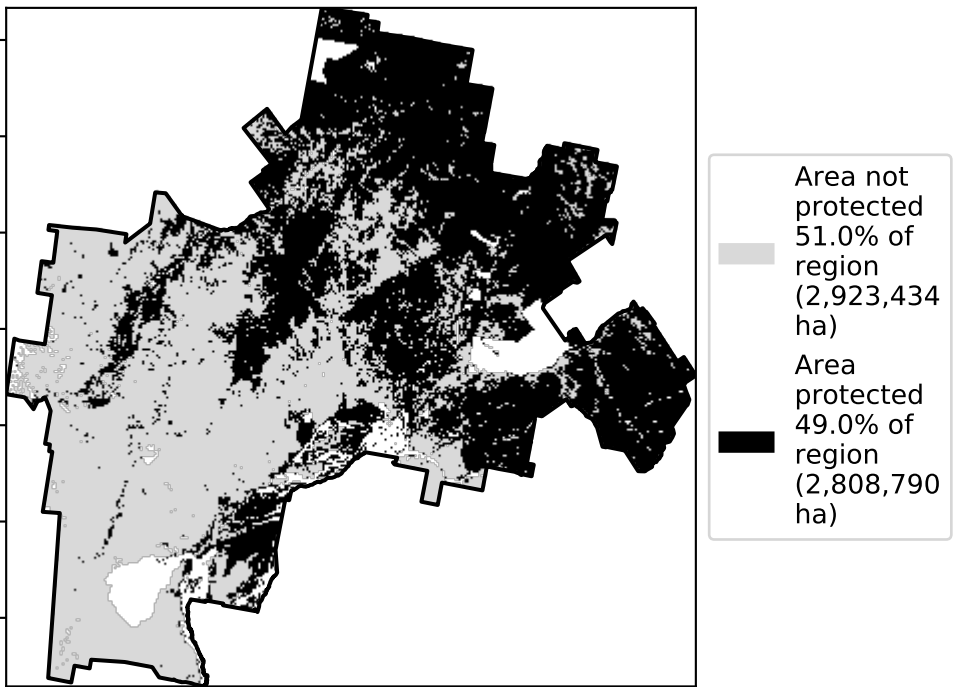 Area not
protected
51.0% of
region
(2,923,434
ha)
Area
protected
49.0% of
region
(2,808,790
ha)